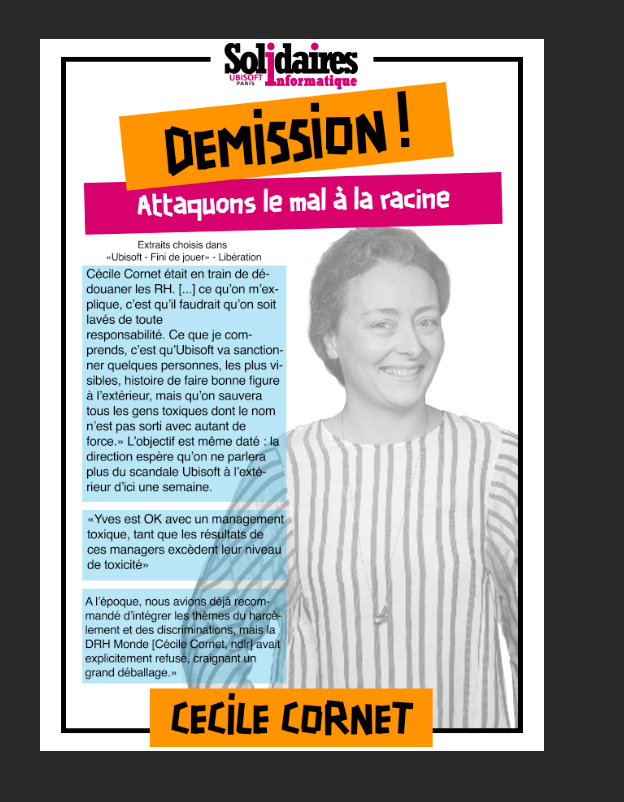 Solidaires
UBISOFT
PARIS
informatique
DEMISSION !
Attaquons le mal à la racine
Extraits choisis dans
«Ubisoft - Fini de jouer» - Libération
Cécile Cornet était en train de dé-
douaner les RH. [...] ce qu'on m'ex-
plique, c'est qu'il faudrait qu'on soit
lavés de toute
responsabilité. Ce que je com-
prends, c'est qu'Ubisoft va sanction-
ner quelques personnes, les plus vi-
sibles, histoire de faire bonne figure
à l'extérieur, mais qu'on sauvera
tous les gens toxiques dont le nom
n'est pas sorti avec autant de
force.» L'objectif est même daté : la
direction espère qu'on ne parlera
plus du scandale Ubisoft à l'exté-
rieur d'ici une semaine.
«Yves est OK avec un management
toxique, tant que les résultats de
ces managers excèdent leur niveau
de toxicité»
A l'époque, nous avions déjà recom-
mandé d'intégrer les thèmes du harcè-
lement et des discriminations, mais la
DRH Monde [Cécile Cornet, ndlr] avait
explicitement refusé, craignant un
grand déballage.»
CECILE CORNET